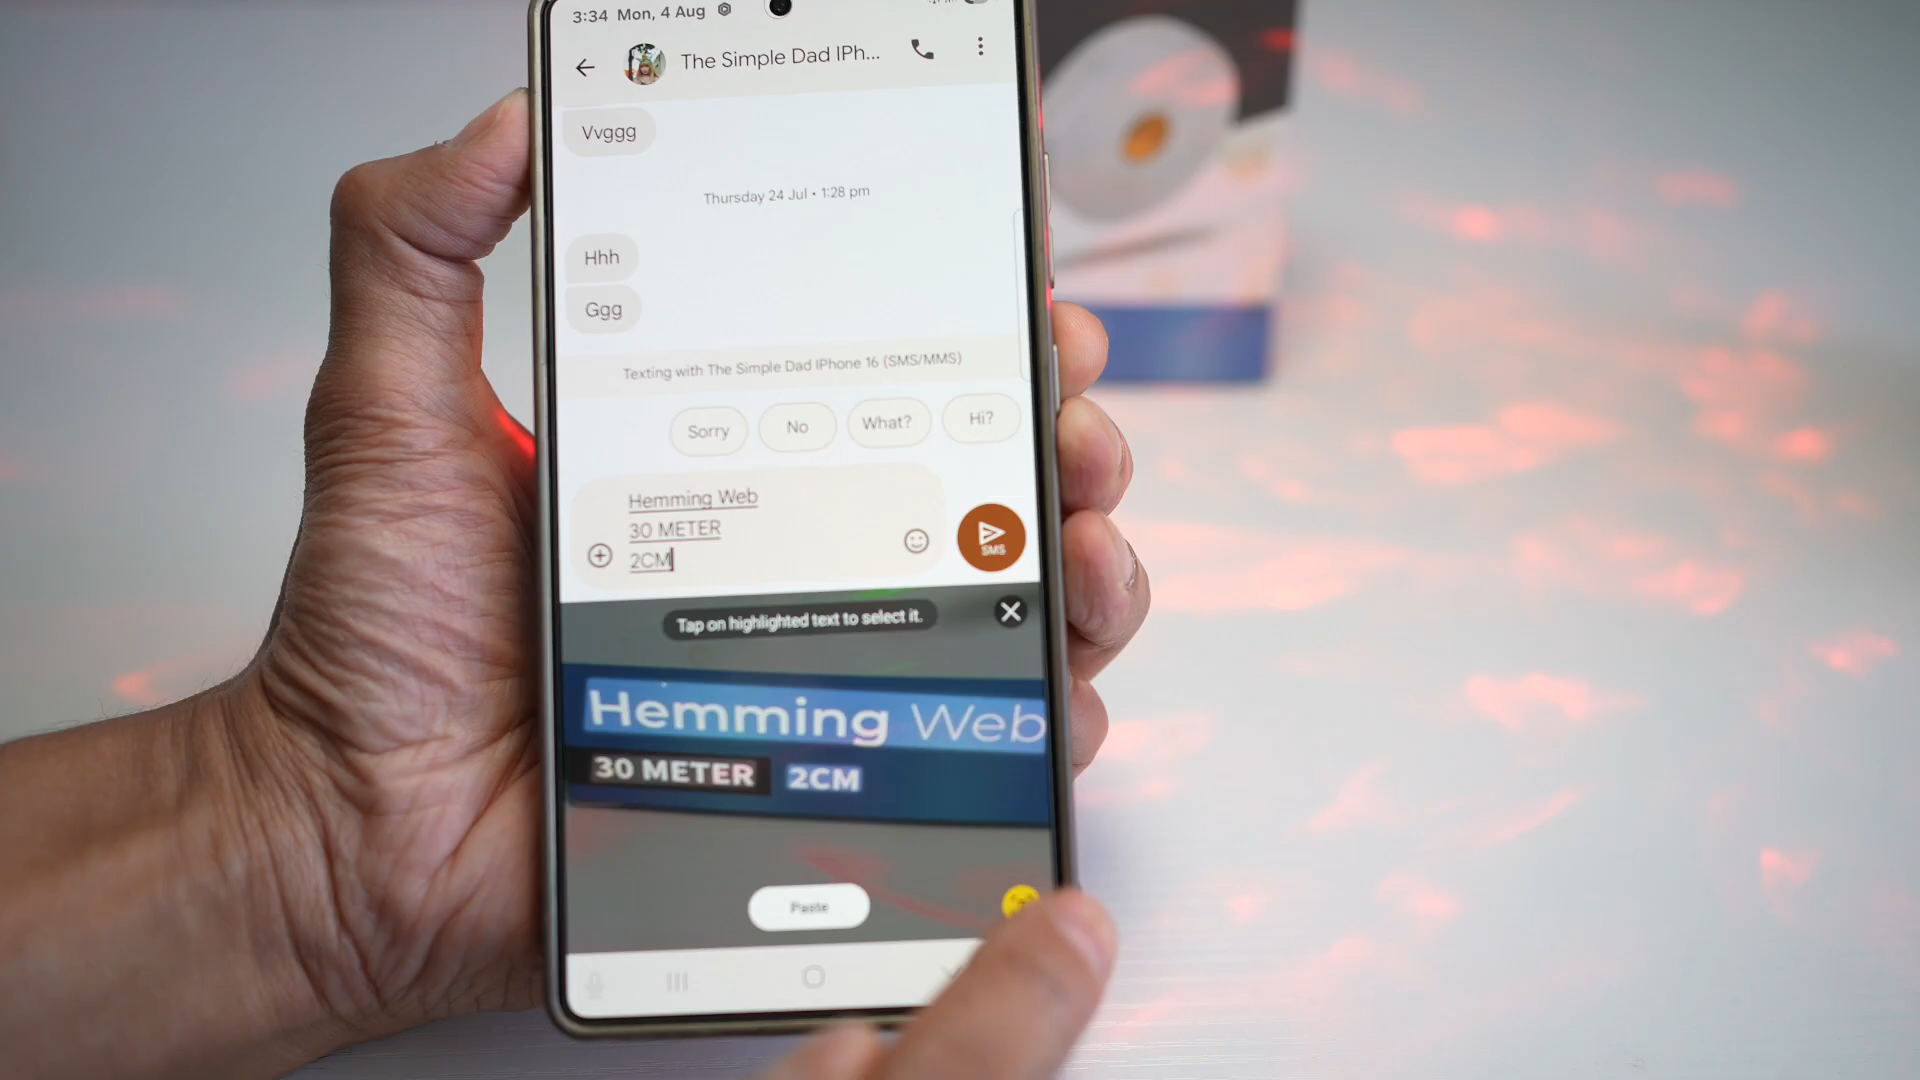 3:34 Mon, 4 Aug
The Simple Dad IPh...
Vvggg
Thursday 24 Jul • 1:28 pm
Hhh
Ggg
Texting with The Simple Dad IPhone 16 (SMS/MMS)
Sorry No What? Hi?
Hemming Web
30 METER
2CM
SMS
Tap on highlighted text to select it.
Hemming Web
30 METER 2CM
Paste